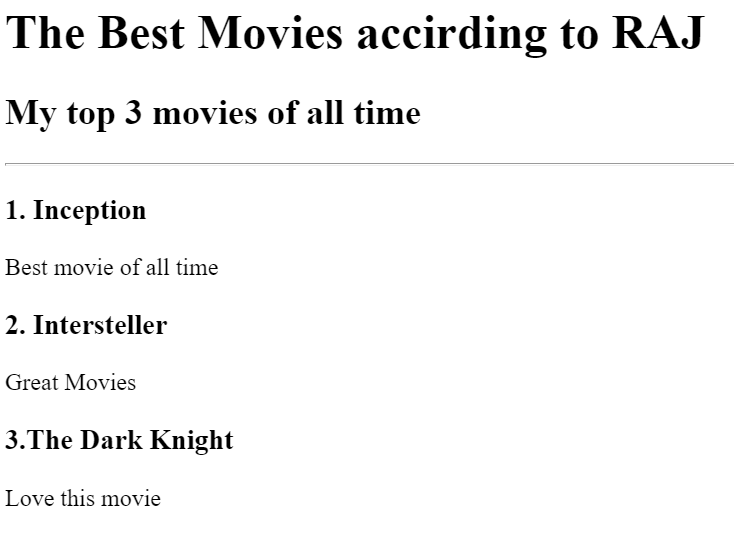 The Best Movies accirding to RAJ
My top 3 movies of all time
1. Inception
Best movie of all time
2. Intersteller
Great Movies
3.The Dark Knight
Love this movie